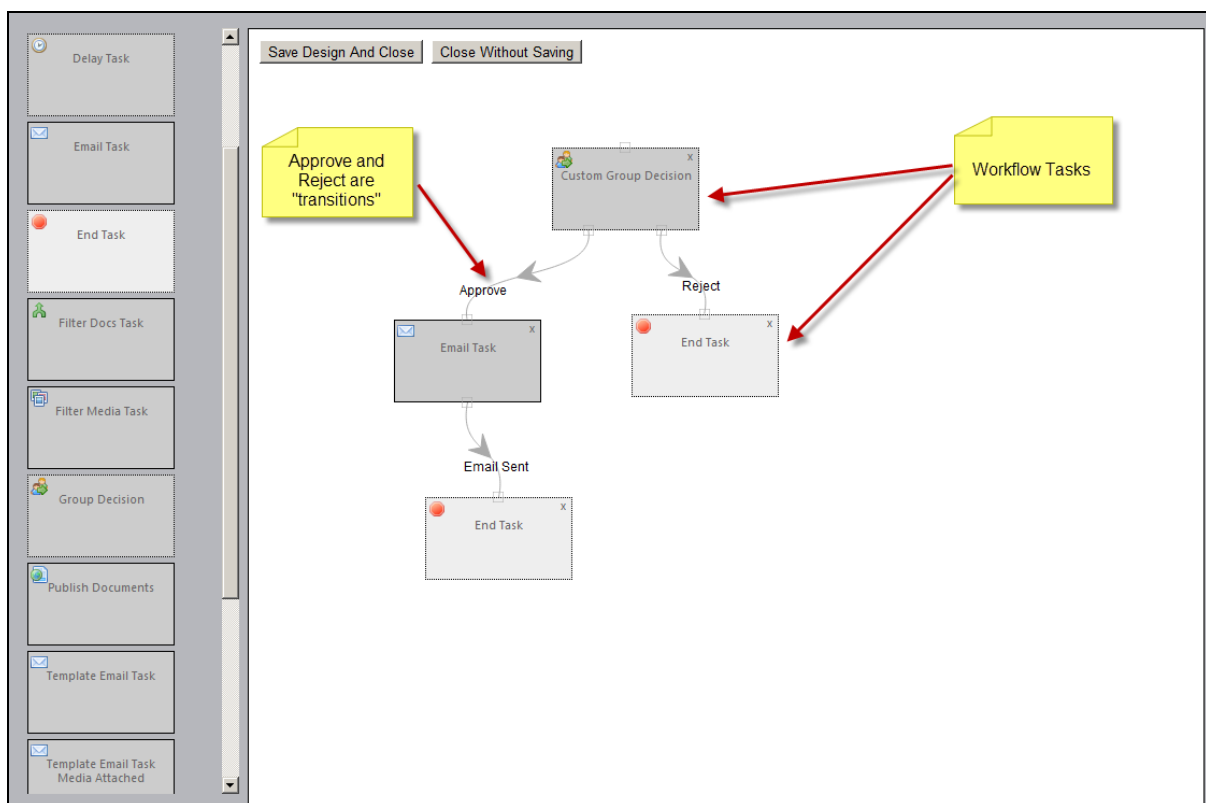 Delay Task
Email Task
End Task
Filter Docs Task
Filter Media Task
Group Decision
Publish Documents
Template Email Task
Template Email Task
Media Attached
Save Design And Close
Close Without Saving
Approve and
Reject are
"transitions"
x
Custom Group Decision
Workflow Tasks
Approve
Reject
x
Email Task
x
End Task
Email Sent
x
End Task